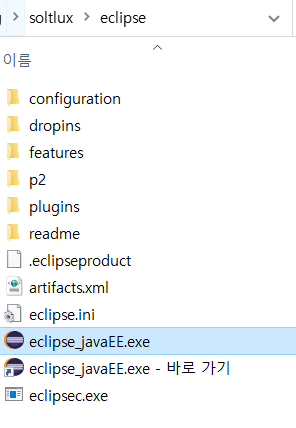 soltlux > eclipse
이름
configuration
dropins
features
p2
plugins
readme
.eclipseproduct
artifacts.xml
eclipse.ini
eclipse_javaEE.exe
eclipse_javaEE.exe - 바로 가기
eclipsec.exe